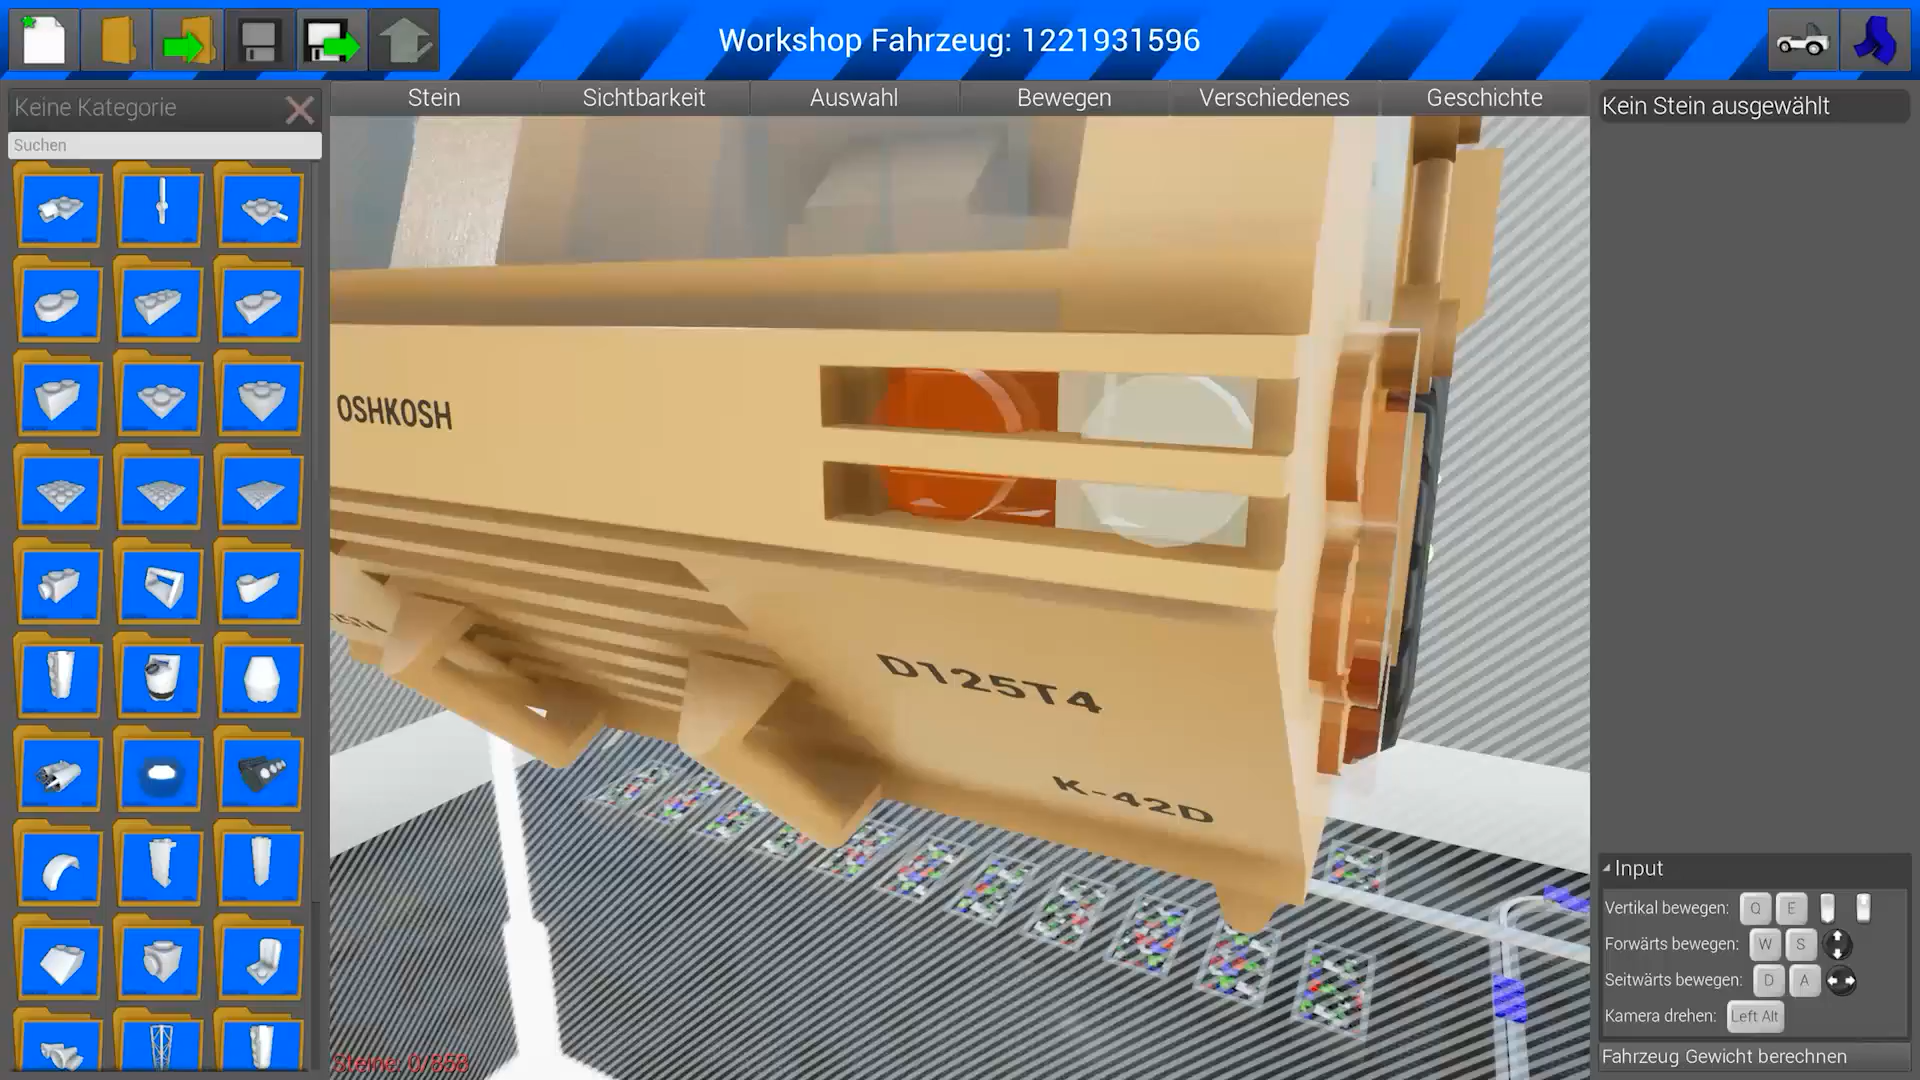 Workshop Fahrzeug: 1221931596
Keine Kategorie
Suchen
Stein
Sichtbarkeit
Auswahl
Bewegen
Verschiedenes
Geschichte
Kein Stein ausgewählt
OSHKOSH
D125T4
K-42D
Steine: 0/858
Input
Vertikal bewegen: Q E
Forwärts bewegen: W S
Seitwärts bewegen: D A
Kamera drehen: Left Alt
Fahrzeug Gewicht berechnen